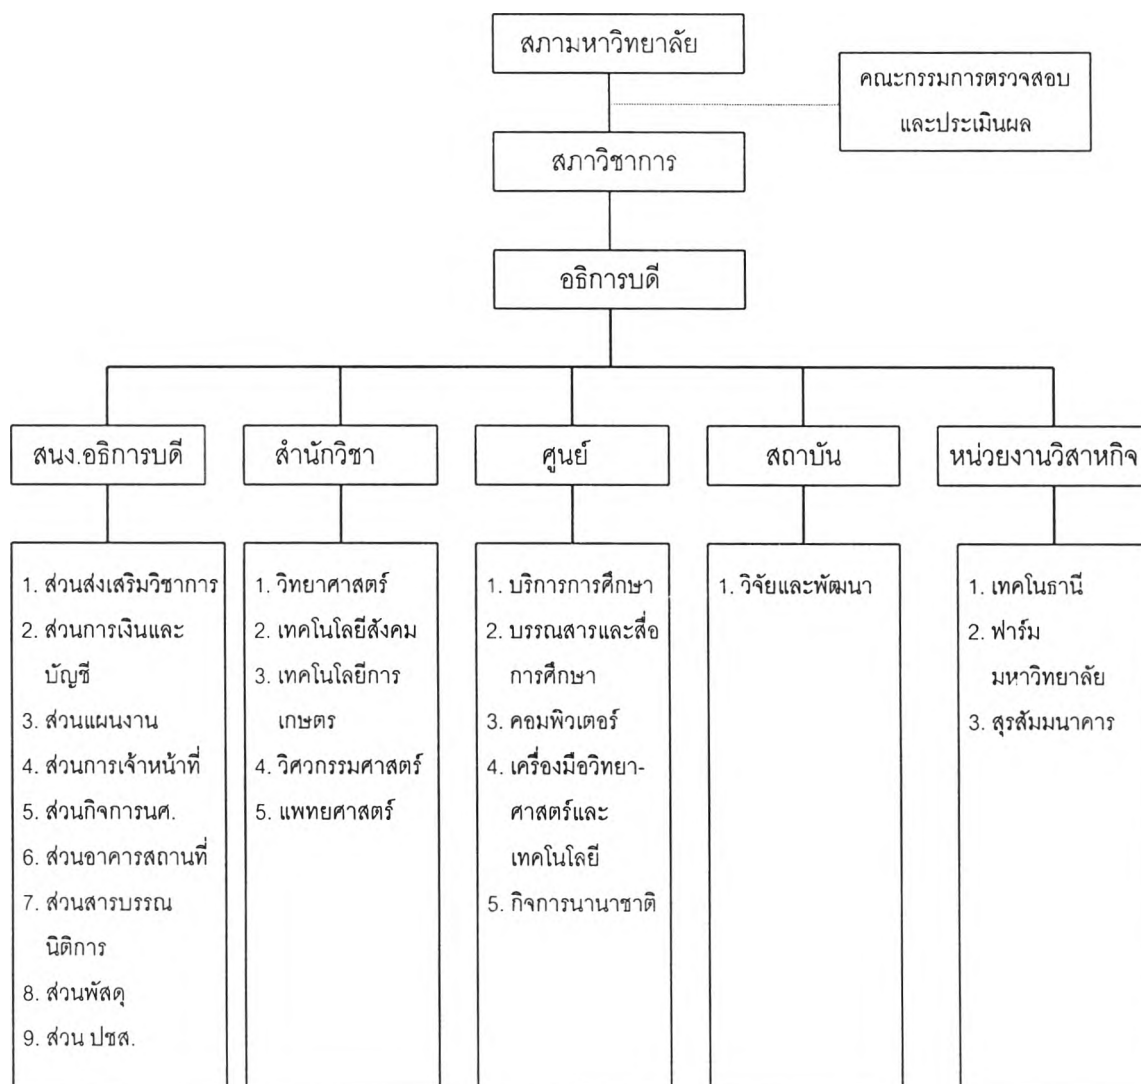 สภามหาวิทยาลัย
คณะกรรมการตรวจสอบ
และประเมินผล
สภาวิชาการ
อธิการบดี
สนง.อธิการบดี
สำนักวิชา
ศูนย์
สถาบัน
หน่วยงานวิสาหกิจ
1. ส่วนส่งเสริมวิชาการ
2. ส่วนการเงินและ
บัญชี
3. ส่วนแผนงาน
4. ส่วนการเจ้าหน้าที่
5. ส่วนกิจการนศ.
6. ส่วนอาคารสถานที่
7. ส่วนสารบรรณ
นิติการ
8. ส่วนพัสดุ
9. ส่วน ปชส.
1. วิทยาศาสตร์
2. เทคโนโลยีสังคม
3. เทคโนโลยีการ
เกษตร
4. วิศวกรรมศาสตร์
5. แพทยศาสตร์
1. บริการการศึกษา
2. บรรณสารและสื่อ
การศึกษา
3. คอมพิวเตอร์
4. เครื่องมือวิทยา-
ศาสตร์และ
เทคโนโลยี
5. กิจการนานาชาติ
1. วิจัยและพัฒนา
1. เทคโนธานี
2. ฟาร์ม
มหาวิทยาลัย
3. สุรสัมมนาคาร